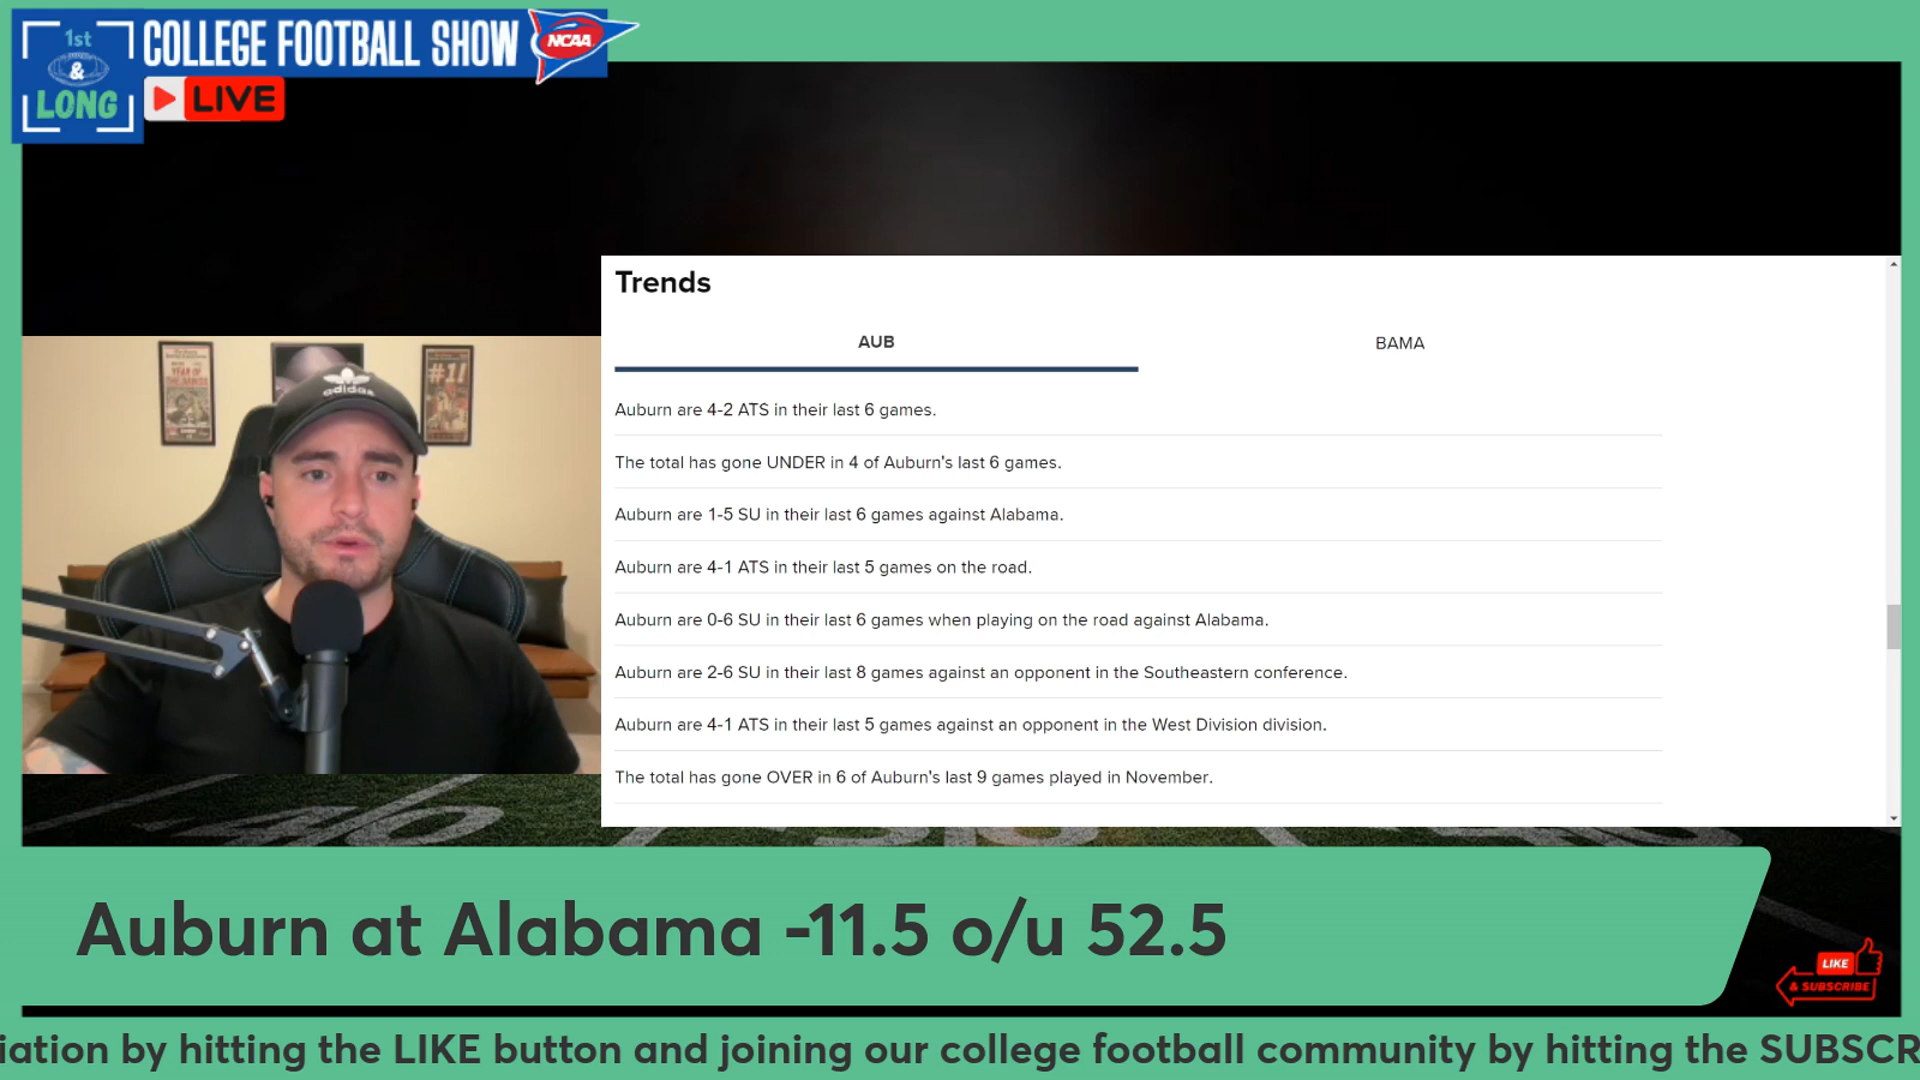 1st
&
LONG
COLLEGE FOOTBALL SHOW
NCAA
LIVE
YEAR OF
THE DAWGS
#1!
adidas
Trends
AUB
BAMA
Auburn are 4-2 ATS in their last 6 games.
The total has gone UNDER in 4 of Auburn's last 6 games.
Auburn are 1-5 SU in their last 6 games against Alabama.
Auburn are 4-1 ATS in their last 5 games on the road.
Auburn are 0-6 SU in their last 6 games when playing on the road against Alabama.
Auburn are 2-6 SU in their last 8 games against an opponent in the Southeastern conference.
Auburn are 4-1 ATS in their last 5 games against an opponent in the West Division division.
The total has gone OVER in 6 of Auburn's last 9 games played in November.
Auburn at Alabama -11.5 o/u 52.5
LIKE
& SUBSCRIBE
iation by hitting the LIKE button and joining our college football community by hitting the SUBSCR